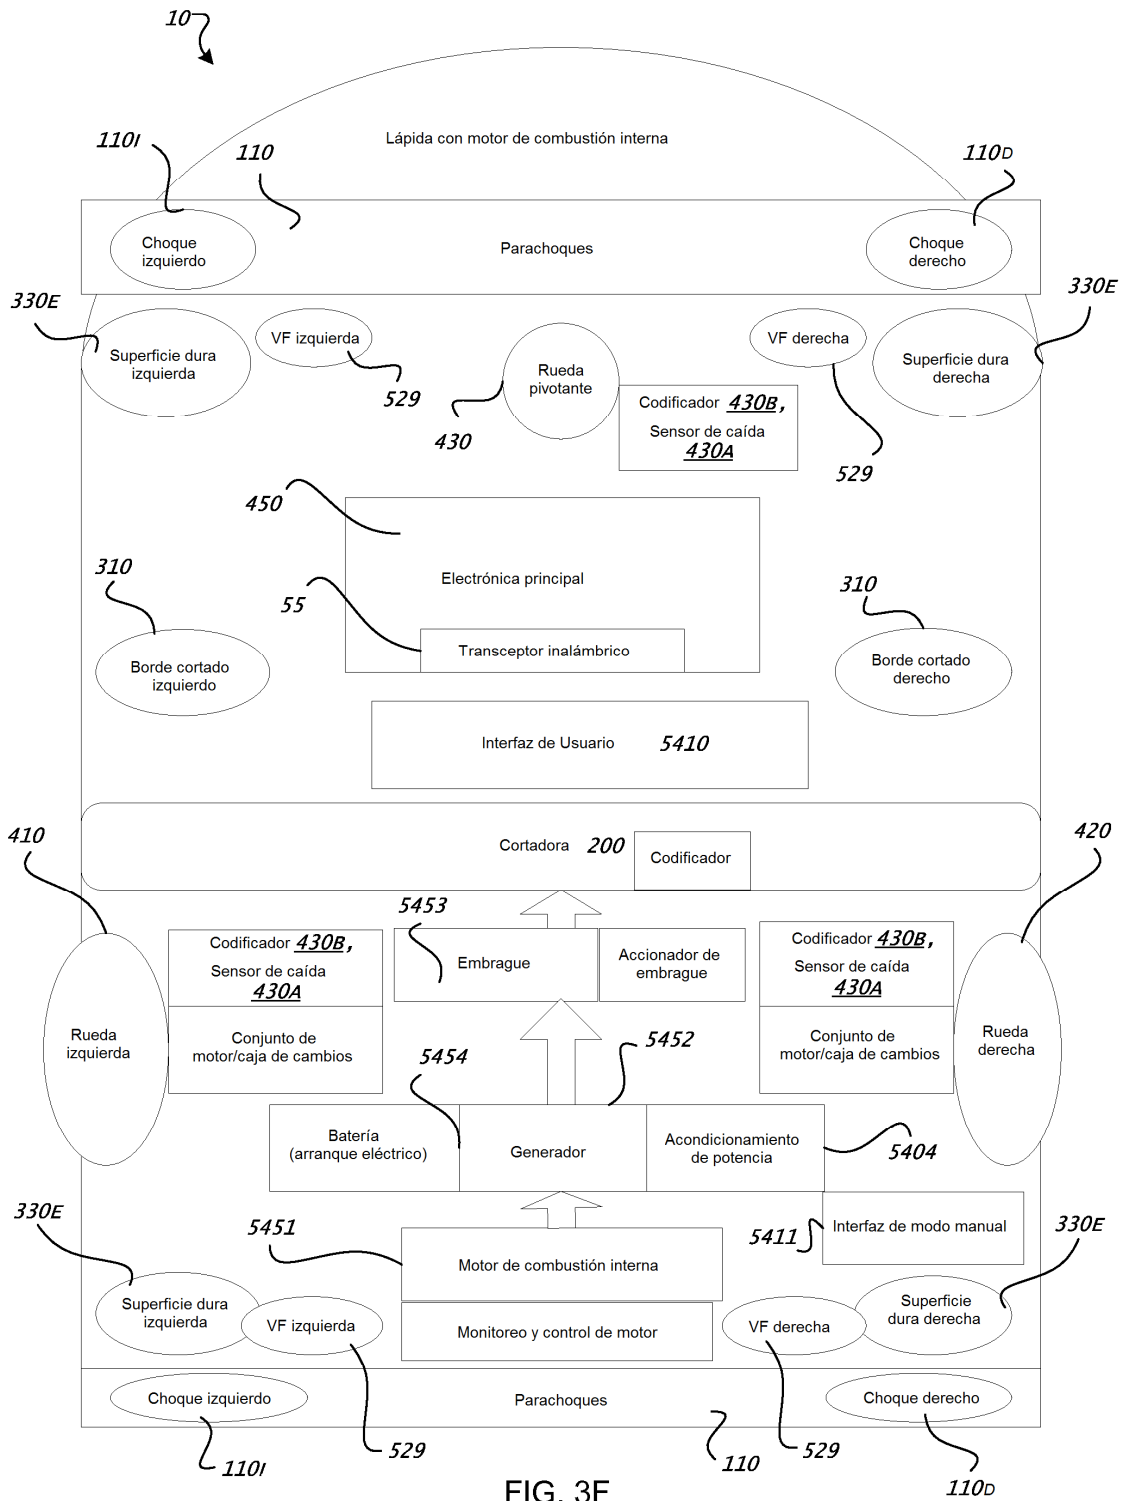 10
Lápida con motor de combustión interna
110I
110
110D
Choque
izquierdo
Parachoques
Choque
derecho
330E
330E
Superficie dura
izquierda
VF izquierda
Rueda
pivotante
VF derecha
Superficie dura
derecha
529
430
Codificador 430B,
Sensor de caída
430A
529
450
Electrónica principal
310
310
55
Transceptor inalámbrico
Borde cortado
izquierdo
Borde cortado
derecho
Interfaz de Usuario 5410
410
420
Cortadora 200
Codificador
5453
Codificador 430B,
Sensor de caída
430A
Embrague
Accionador de
embrague
Codificador 430B,
Sensor de caída
430A
Rueda
izquierda
Conjunto de
motor/caja de cambios
Conjunto de
motor/caja de cambios
Rueda
derecha
5454
5452
Batería
(arranque eléctrico)
Generador
Acondicionamiento
de potencia
5404
330E
5451
5411
Interfaz de modo manual
330E
Motor de combustión interna
Superficie dura
izquierda
VF izquierda
Monitoreo y control de motor
VF derecha
Superficie
dura derecha
Choque izquierdo
Parachoques
Choque derecho
110I
529
110
529
110D
FIG. 3F